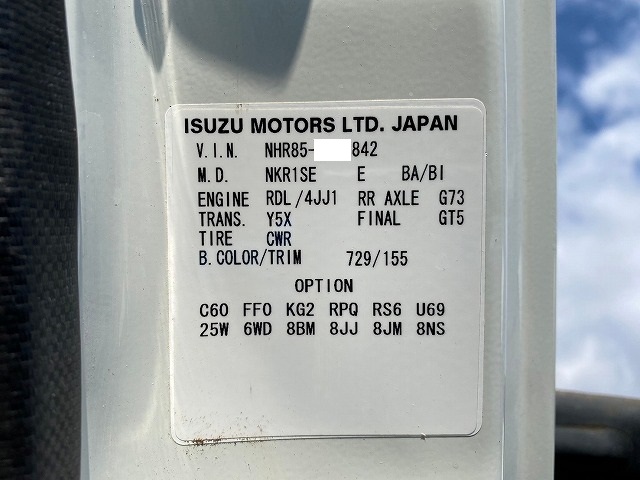 ISUZU MOTORS LTD. JAPAN
V.I.N. NHR85- 842
M.D. NKR1SE E BA/BI
ENGINE RDL/4JJ1 RR AXLE G73
TRANS. Y5X FINAL GT5
TIRE CWR
B.COLOR/TRIM 729/155
OPTION
C60 FF0 KG2 RPQ RS6 U69
25W 6WD 8BM 8JJ 8JM 8NS